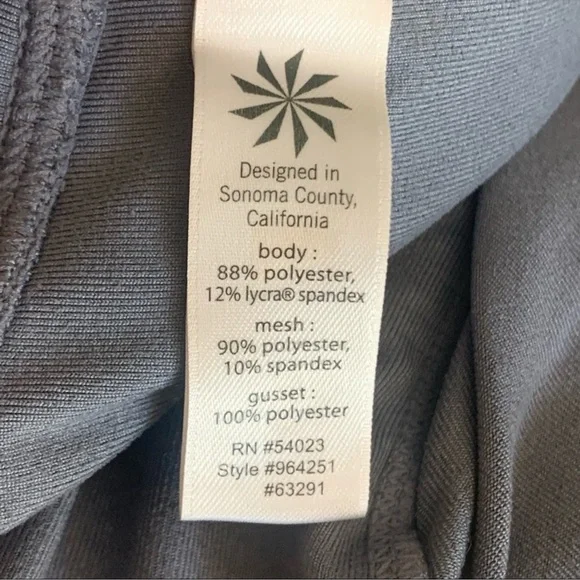 Designed in
Sonoma County,
California
body :
88% polyester,
12% lycra® spandex
mesh :
90% polyester,
10% spandex
gusset :
100% polyester
RN #54023
Style #964251
#63291